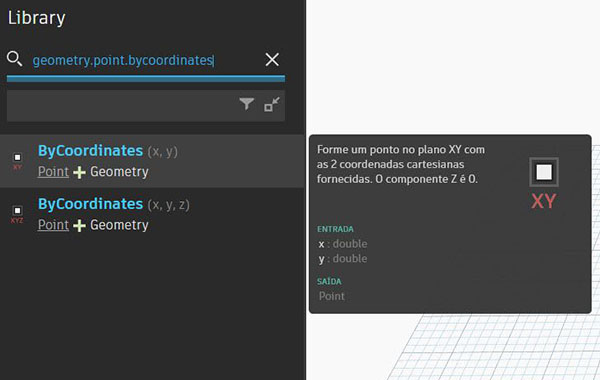 Library
geometry.point.bycoordinates
ByCoordinates (x, y)
XY
Point + Geometry
ByCoordinates (x, y, z)
XYZ
Point + Geometry
Forme um ponto no plano XY com
as 2 coordenadas cartesianas
fornecidas. O componente Z é 0.
XY
ENTRADA
x : double
y : double
SAÍDA
Point